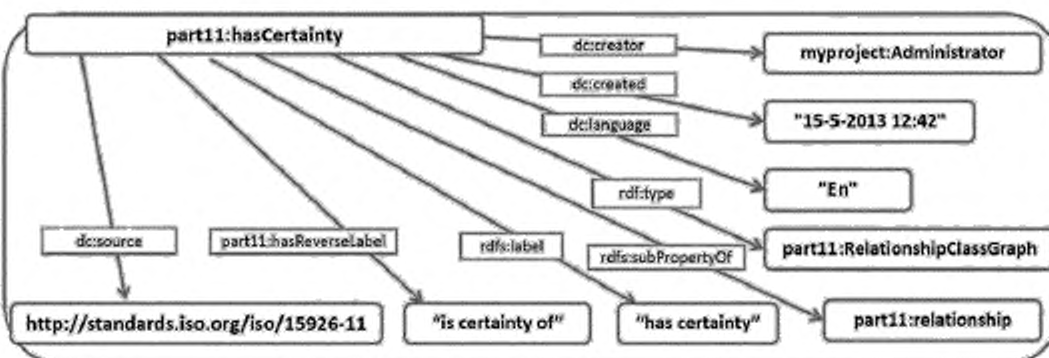 part11:hasCertainty
dc:creator
myproject:Administrator
dc:created
"15-5-2013 12:42"
dc:language
"En"
rdf:type
part11:RelationshipClassGraph
dc:source
part11:hasReverseLabel
rdfs:label
rdfs:subPropertyOf
http://standards.iso.org/iso/15926-11
"is certainty of"
"has certainty"
part11:relationship